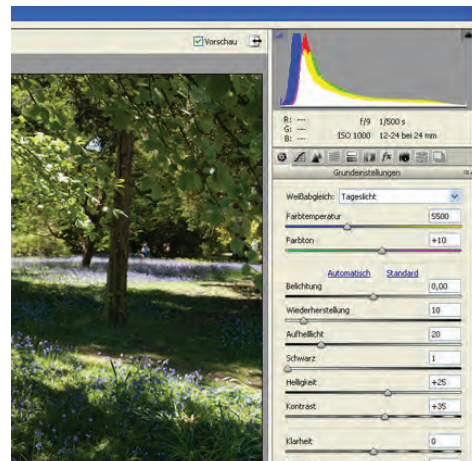 Vorschau
R: --- f/9 1/500 s
G: ---
B: --- ISO 1000 12-24 bei 24 mm
fx
Grundeinstellungen
Weißabgleich: Tageslicht
Farbtemperatur 5500
Farbton +10
Automatisch Standard
Belichtung 0,00
Wiederherstellung 10
Aufhelllicht 20
Schwarz 1
Helligkeit +25
Kontrast +35
Klarheit 0